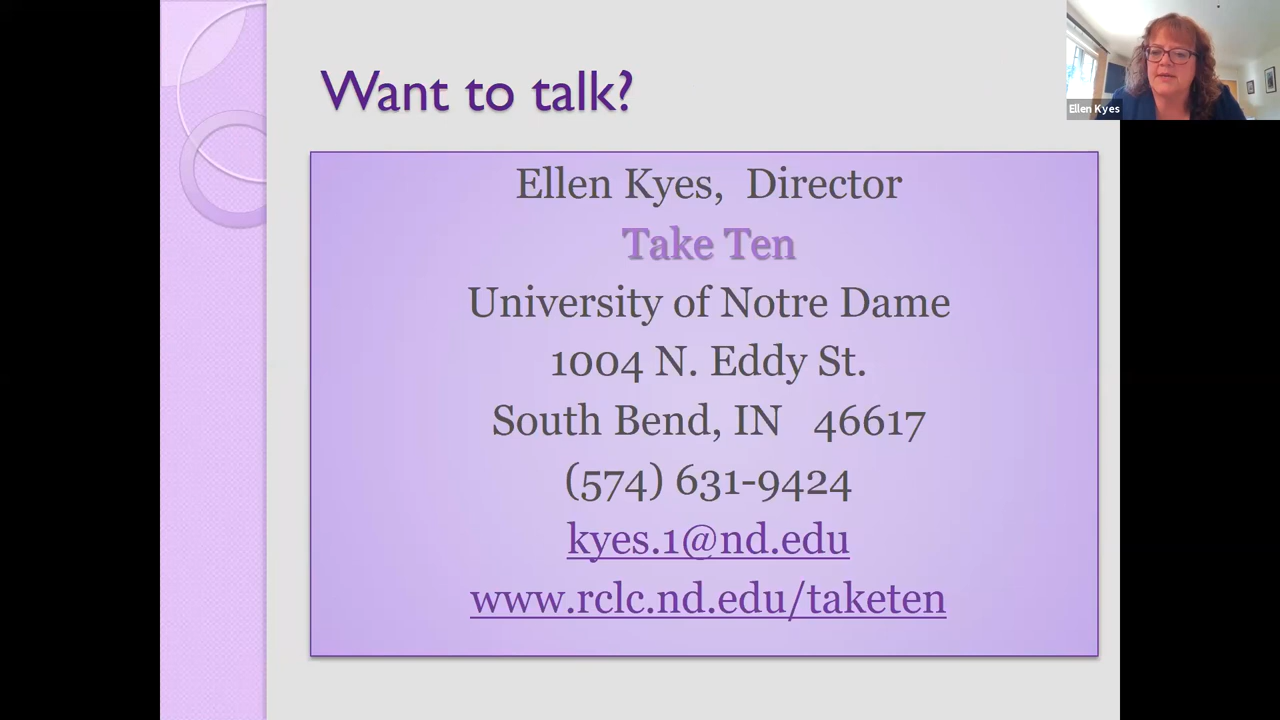 Want to talk?
Ellen Kyes
Ellen Kyes, Director
Take Ten
University of Notre Dame
1004 N. Eddy St.
South Bend, IN 46617
(574) 631-9424
kyes.1@nd.edu
www.rclc.nd.edu/taketen